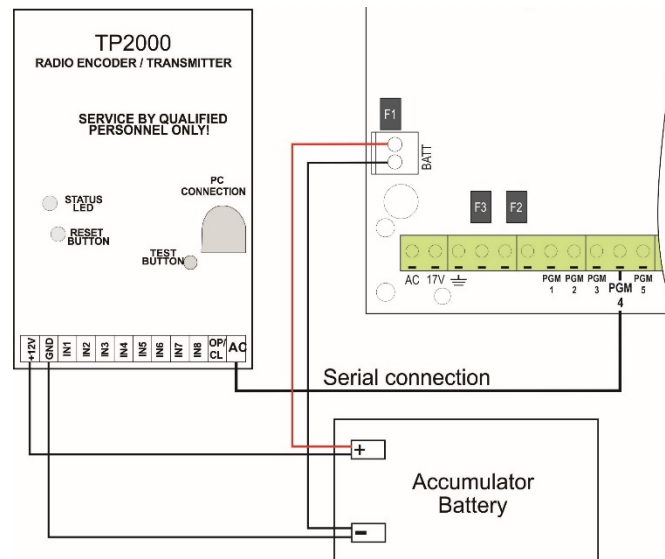 TP2000
RADIO ENCODER / TRANSMITTER
SERVICE BY QUALIFIED
PERSONNEL ONLY!
PC
CONNECTION
STATUS
LED
RESET
BUTTON
TEST
BUTTON
+12V GND IN1 IN2 IN3 IN4 IN5 IN6 IN7 IN8 OP/CL AC
F1
BATT
F3 F2
AC 17V PGM 1 PGM 2 PGM 3 PGM 4 PGM 5
Serial connection
+
Accumulator
Battery
-